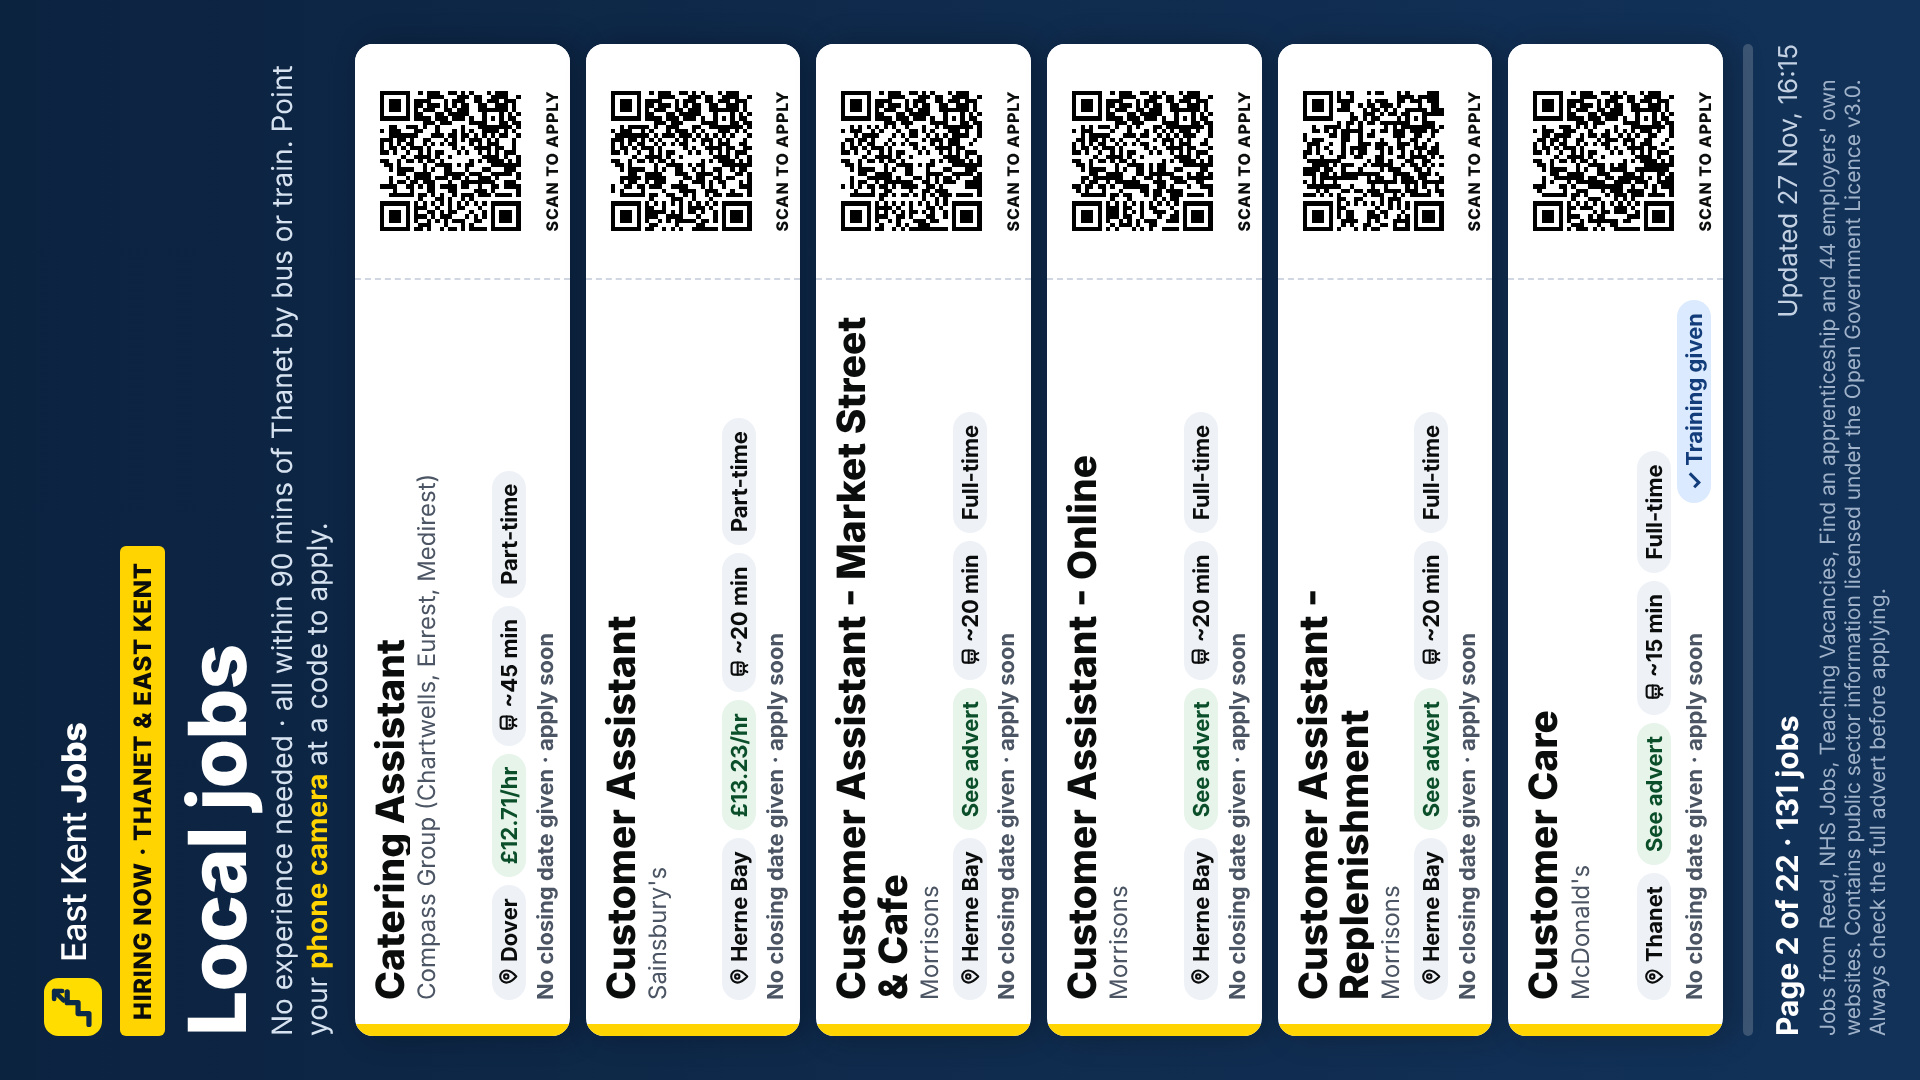 East Kent Jobs
HIRING NOW · THANET & EAST KENT
Local jobs
No experience needed · all within 90 mins of Thanet by bus or train. Point
your phone camera at a code to apply.
Catering Assistant
Compass Group (Chartwells, Eurest, Medirest)
Dover £12.71/hr ~45 min Part-time
No closing date given · apply soon
SCAN TO APPLY
Customer Assistant
Sainsbury's
Herne Bay £13.23/hr ~20 min Part-time
No closing date given · apply soon
SCAN TO APPLY
Customer Assistant - Market Street
& Cafe
Morrisons
Herne Bay See advert ~20 min Full-time
No closing date given · apply soon
SCAN TO APPLY
Customer Assistant - Online
Morrisons
Herne Bay See advert ~20 min Full-time
No closing date given · apply soon
SCAN TO APPLY
Customer Assistant -
Replenishment
Morrisons
Herne Bay See advert ~20 min Full-time
No closing date given · apply soon
SCAN TO APPLY
Customer Care
McDonald's
Thanet See advert ~15 min Full-time
No closing date given · apply soon ✓ Training given
SCAN TO APPLY
Page 2 of 22 · 131 jobs Updated 27 Nov, 16:15
Jobs from Reed, NHS Jobs, Teaching Vacancies, Find an apprenticeship and 44 employers' own
websites. Contains public sector information licensed under the Open Government Licence v3.0.
Always check the full advert before applying.